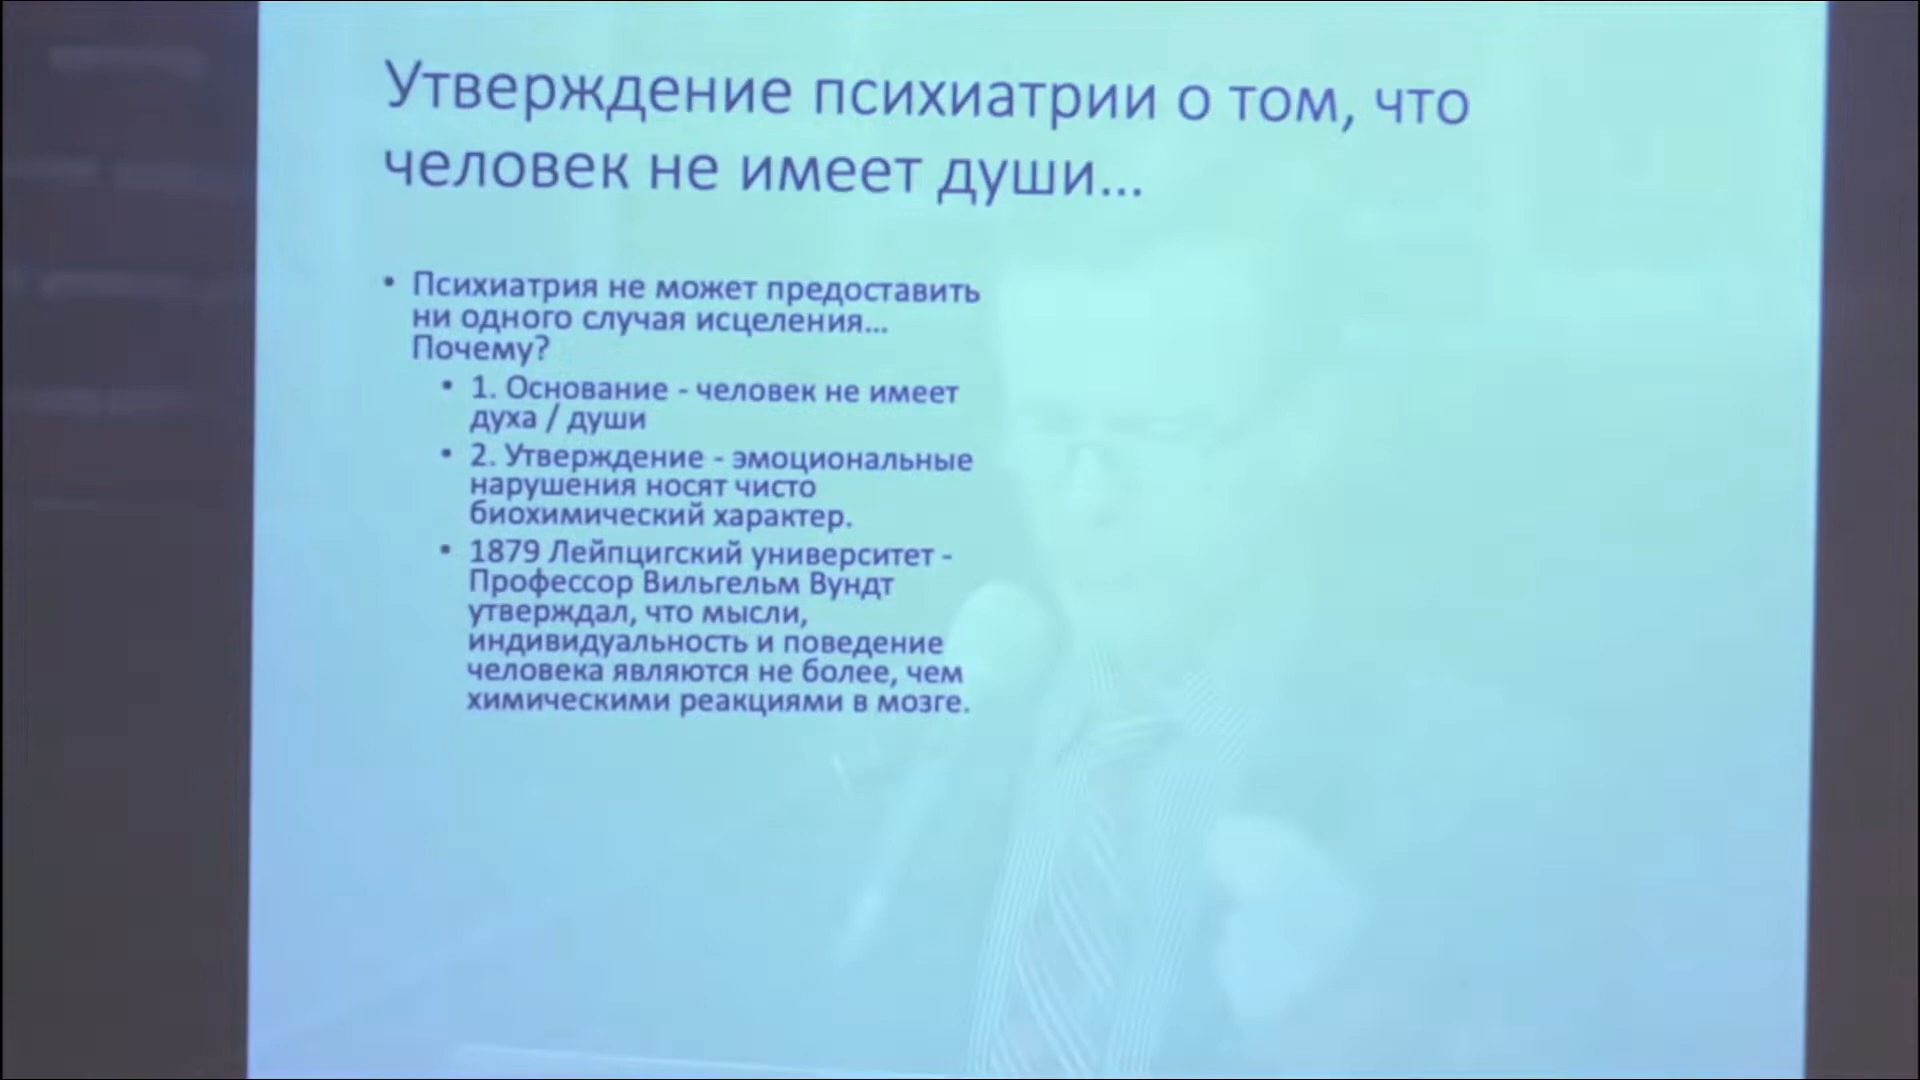 Утверждение психиатрии о том, что
человек не имеет души...
• Психиатрия не может предоставить
ни одного случая исцеления...
Почему?
• 1. Основание - человек не имеет
духа / души
• 2. Утверждение - эмоциональные
нарушения носят чисто
биохимический характер.
• 1879 Лейпцигский университет -
Профессор Вильгельм Вундт
утверждал, что мысли,
индивидуальность и поведение
человека являются не более, чем
химическими реакциями в мозге.